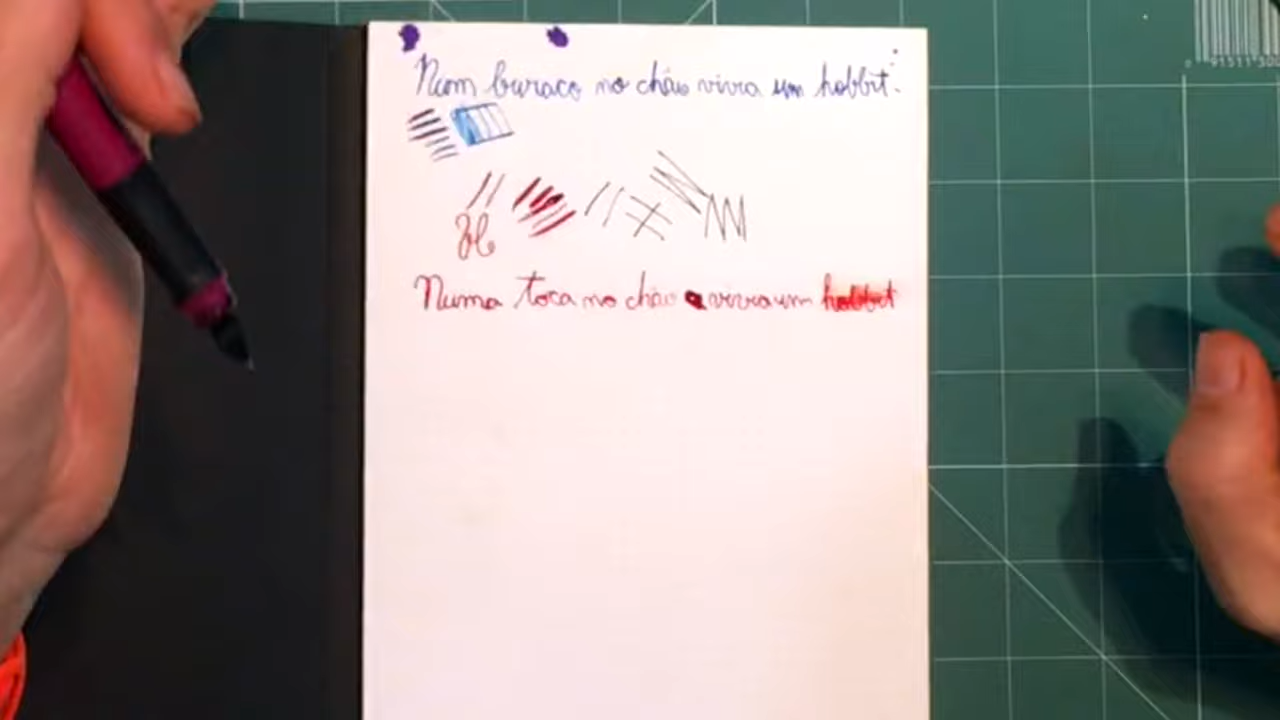 Num buraco no chão vivia um hobbit.
Numa toca no chão vivia um hobbit